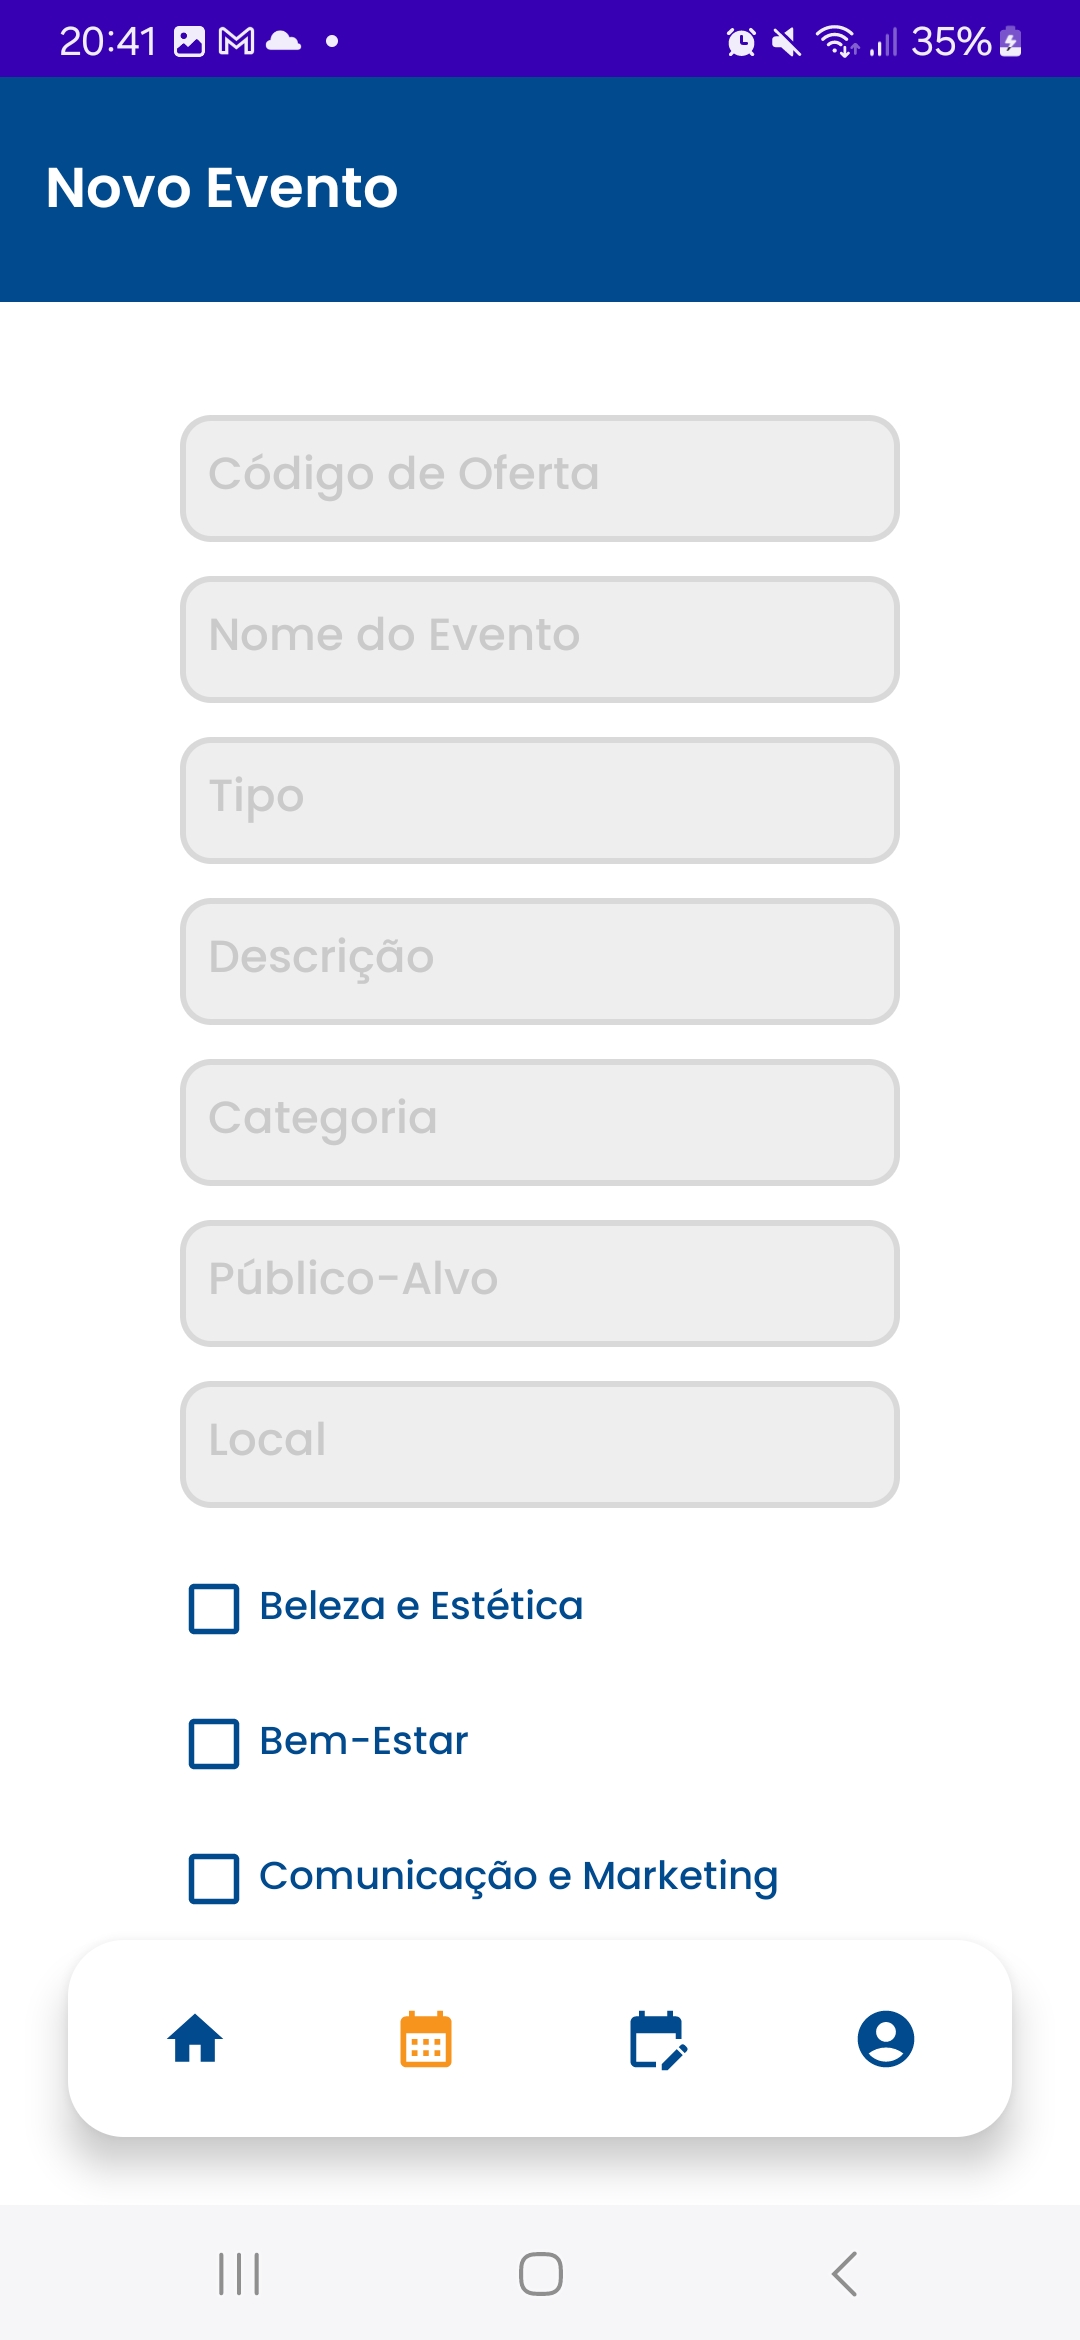 20:41 35%
Novo Evento
Código de Oferta
Nome do Evento
Tipo
Descrição
Categoria
Público-Alvo
Local
Beleza e Estética
Bem-Estar
Comunicação e Marketing